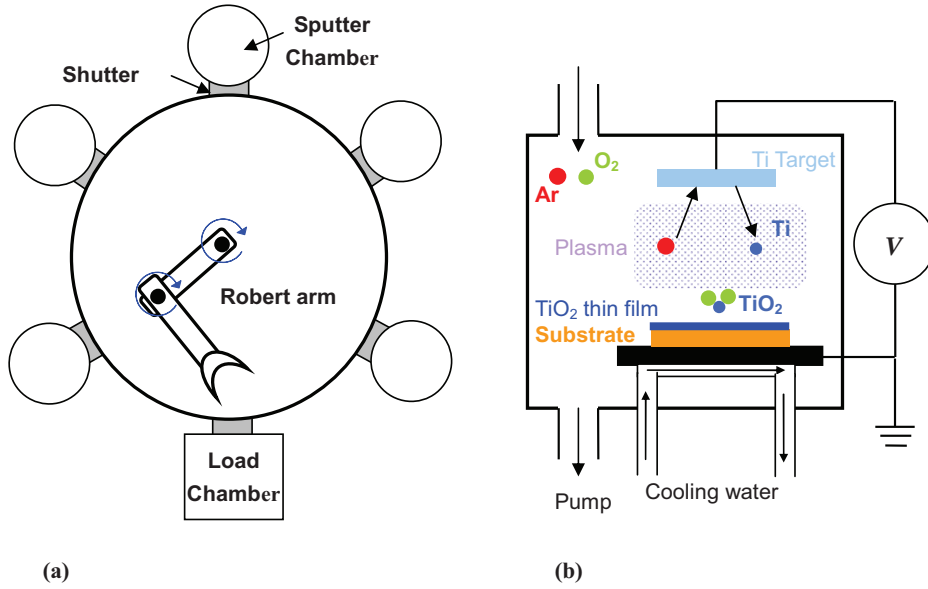 Sputter
Chamber
Shutter
Robert arm
Load
Chamber
(a)
O₂
Ar
Ti Target
Plasma
Ti
V
TiO₂
TiO₂ thin film
Substrate
Pump
Cooling water
(b)